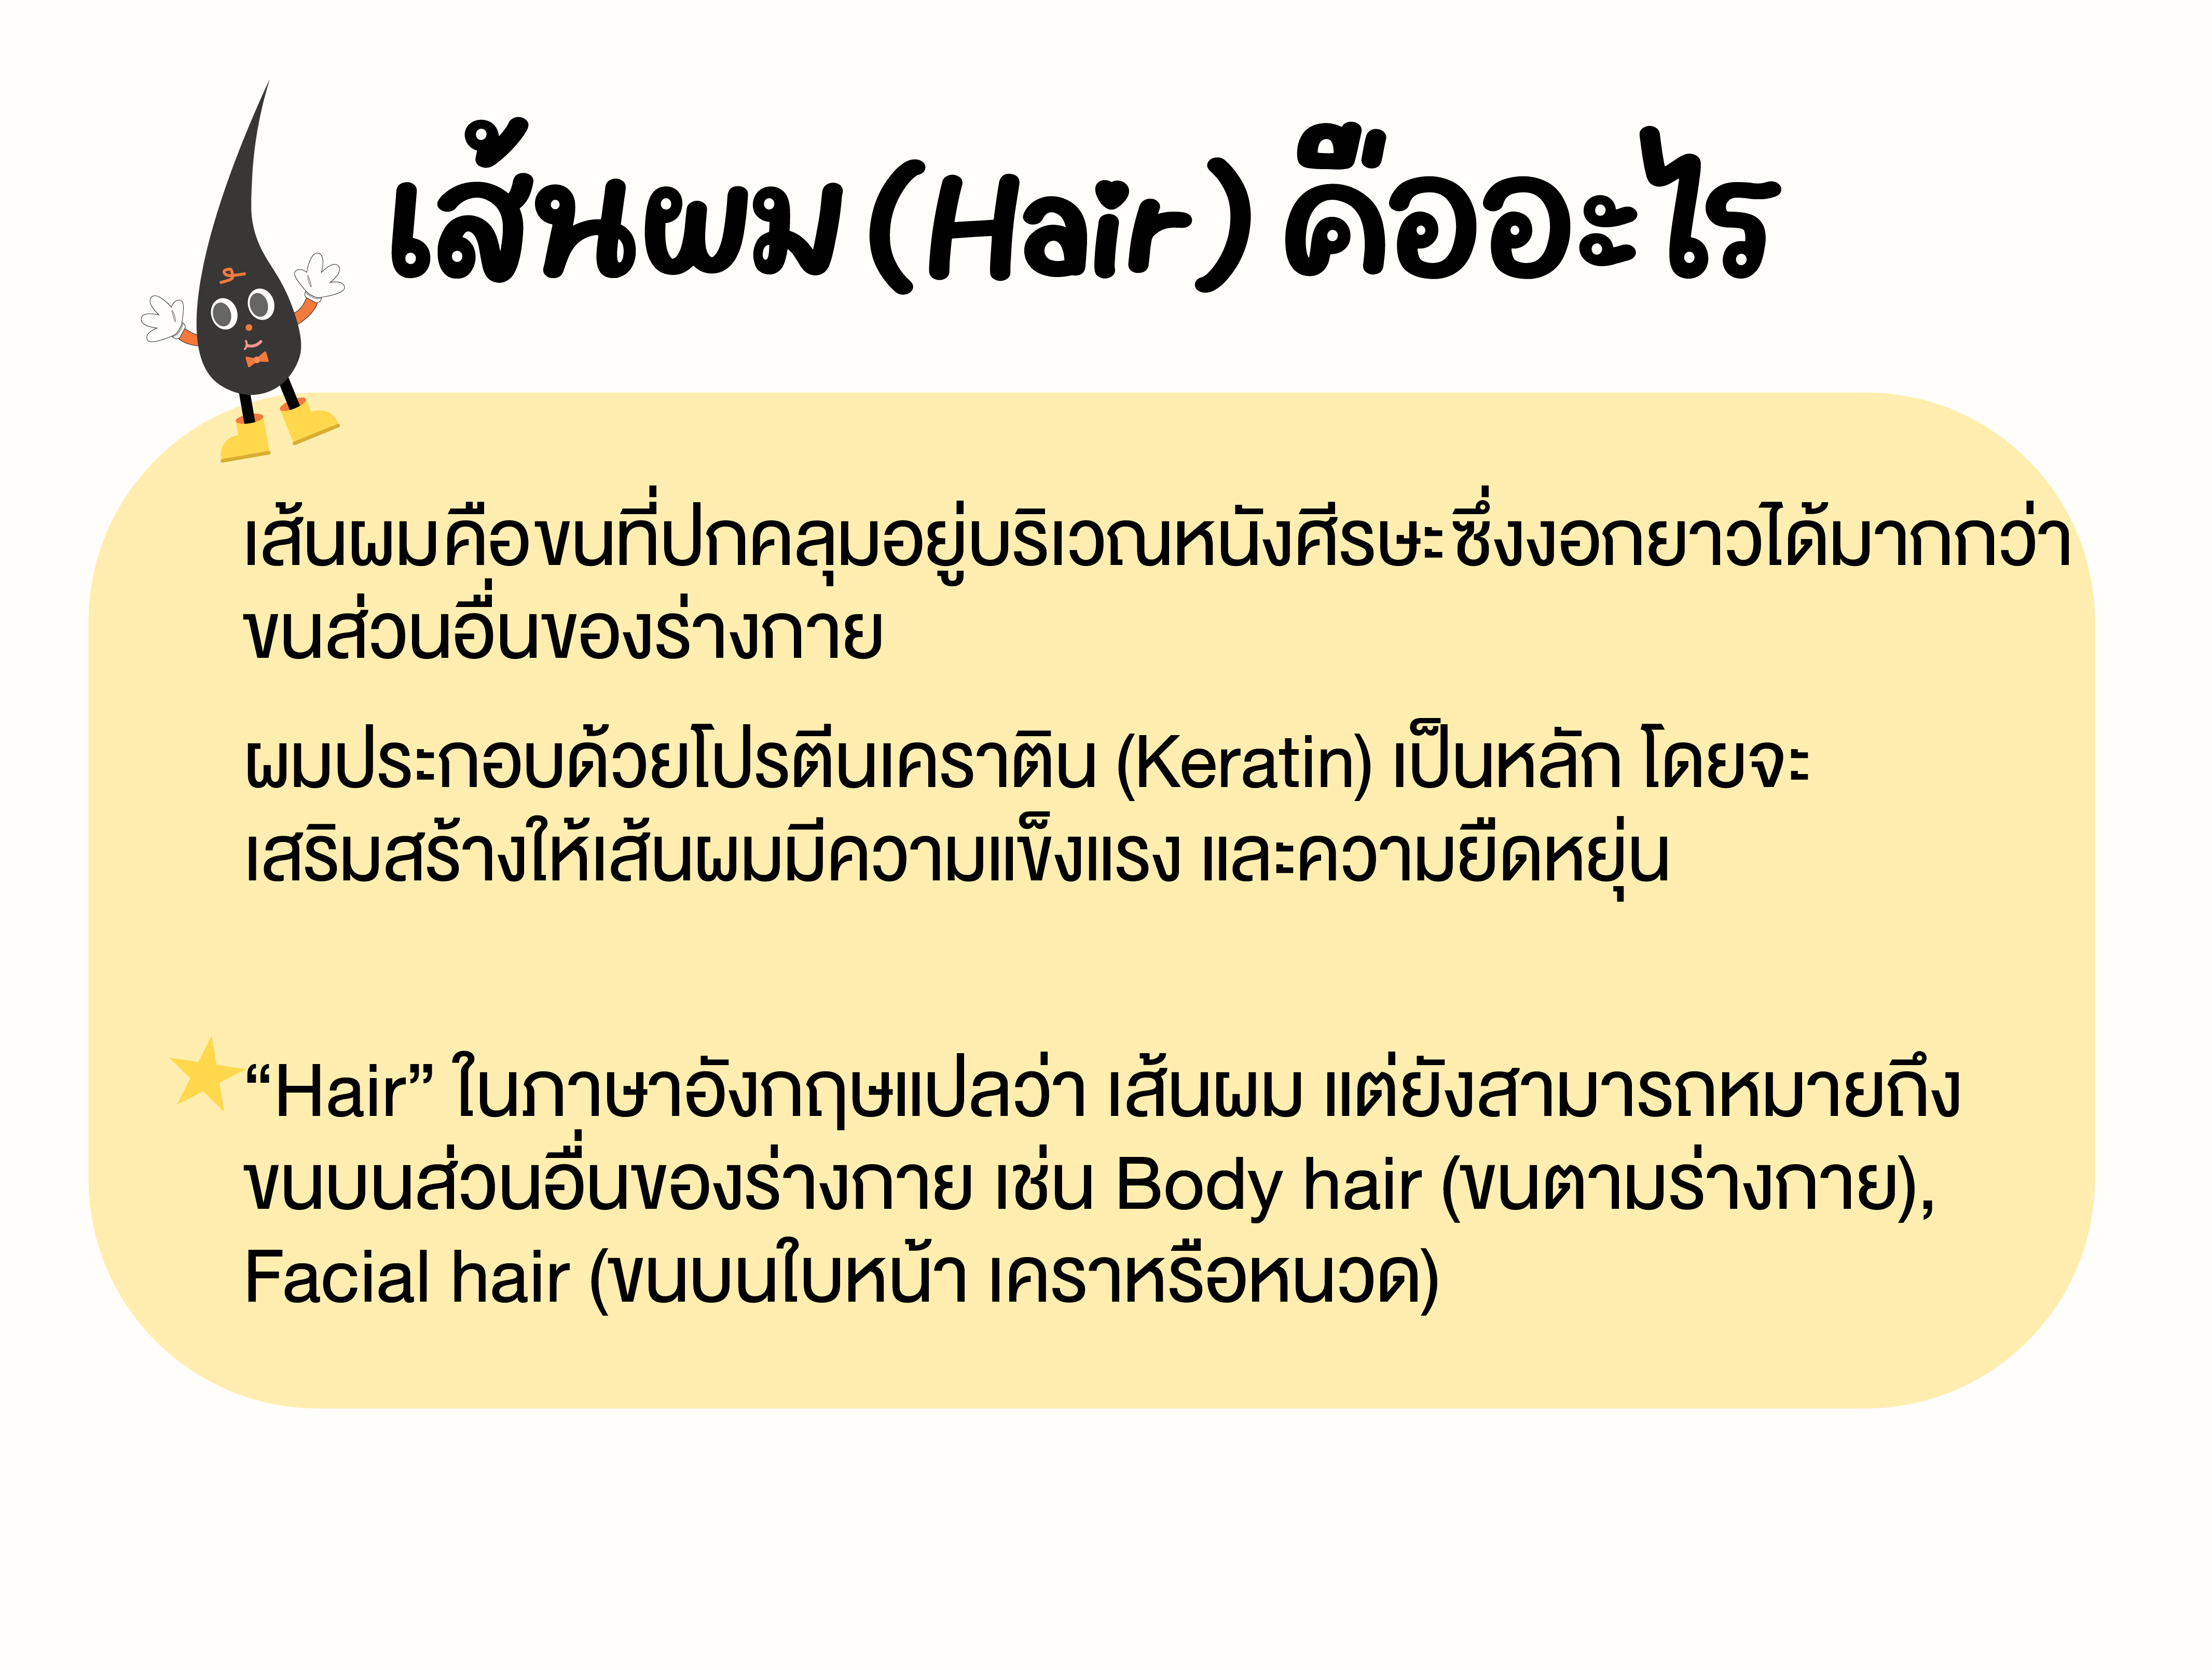 เส้นผม (Hair) คืออะไร
เส้นผมคือขนที่ปกคลุมอยู่บริเวณหนังศีรษะ ซึ่งงอกยาวได้มากกว่า
ขนส่วนอื่นของร่างกาย
ผมประกอบด้วยโปรตีนเคราติน (Keratin) เป็นหลัก โดยจะ
เสริมสร้างให้เส้นผมมีความแข็งแรง และความยืดหยุ่น
“Hair” ในภาษาอังกฤษแปลว่า เส้นผม แต่ยังสามารถหมายถึง
ขนบนส่วนอื่นของร่างกาย เช่น Body hair (ขนตามร่างกาย),
Facial hair (ขนบนใบหน้า เคราหรือหนวด)